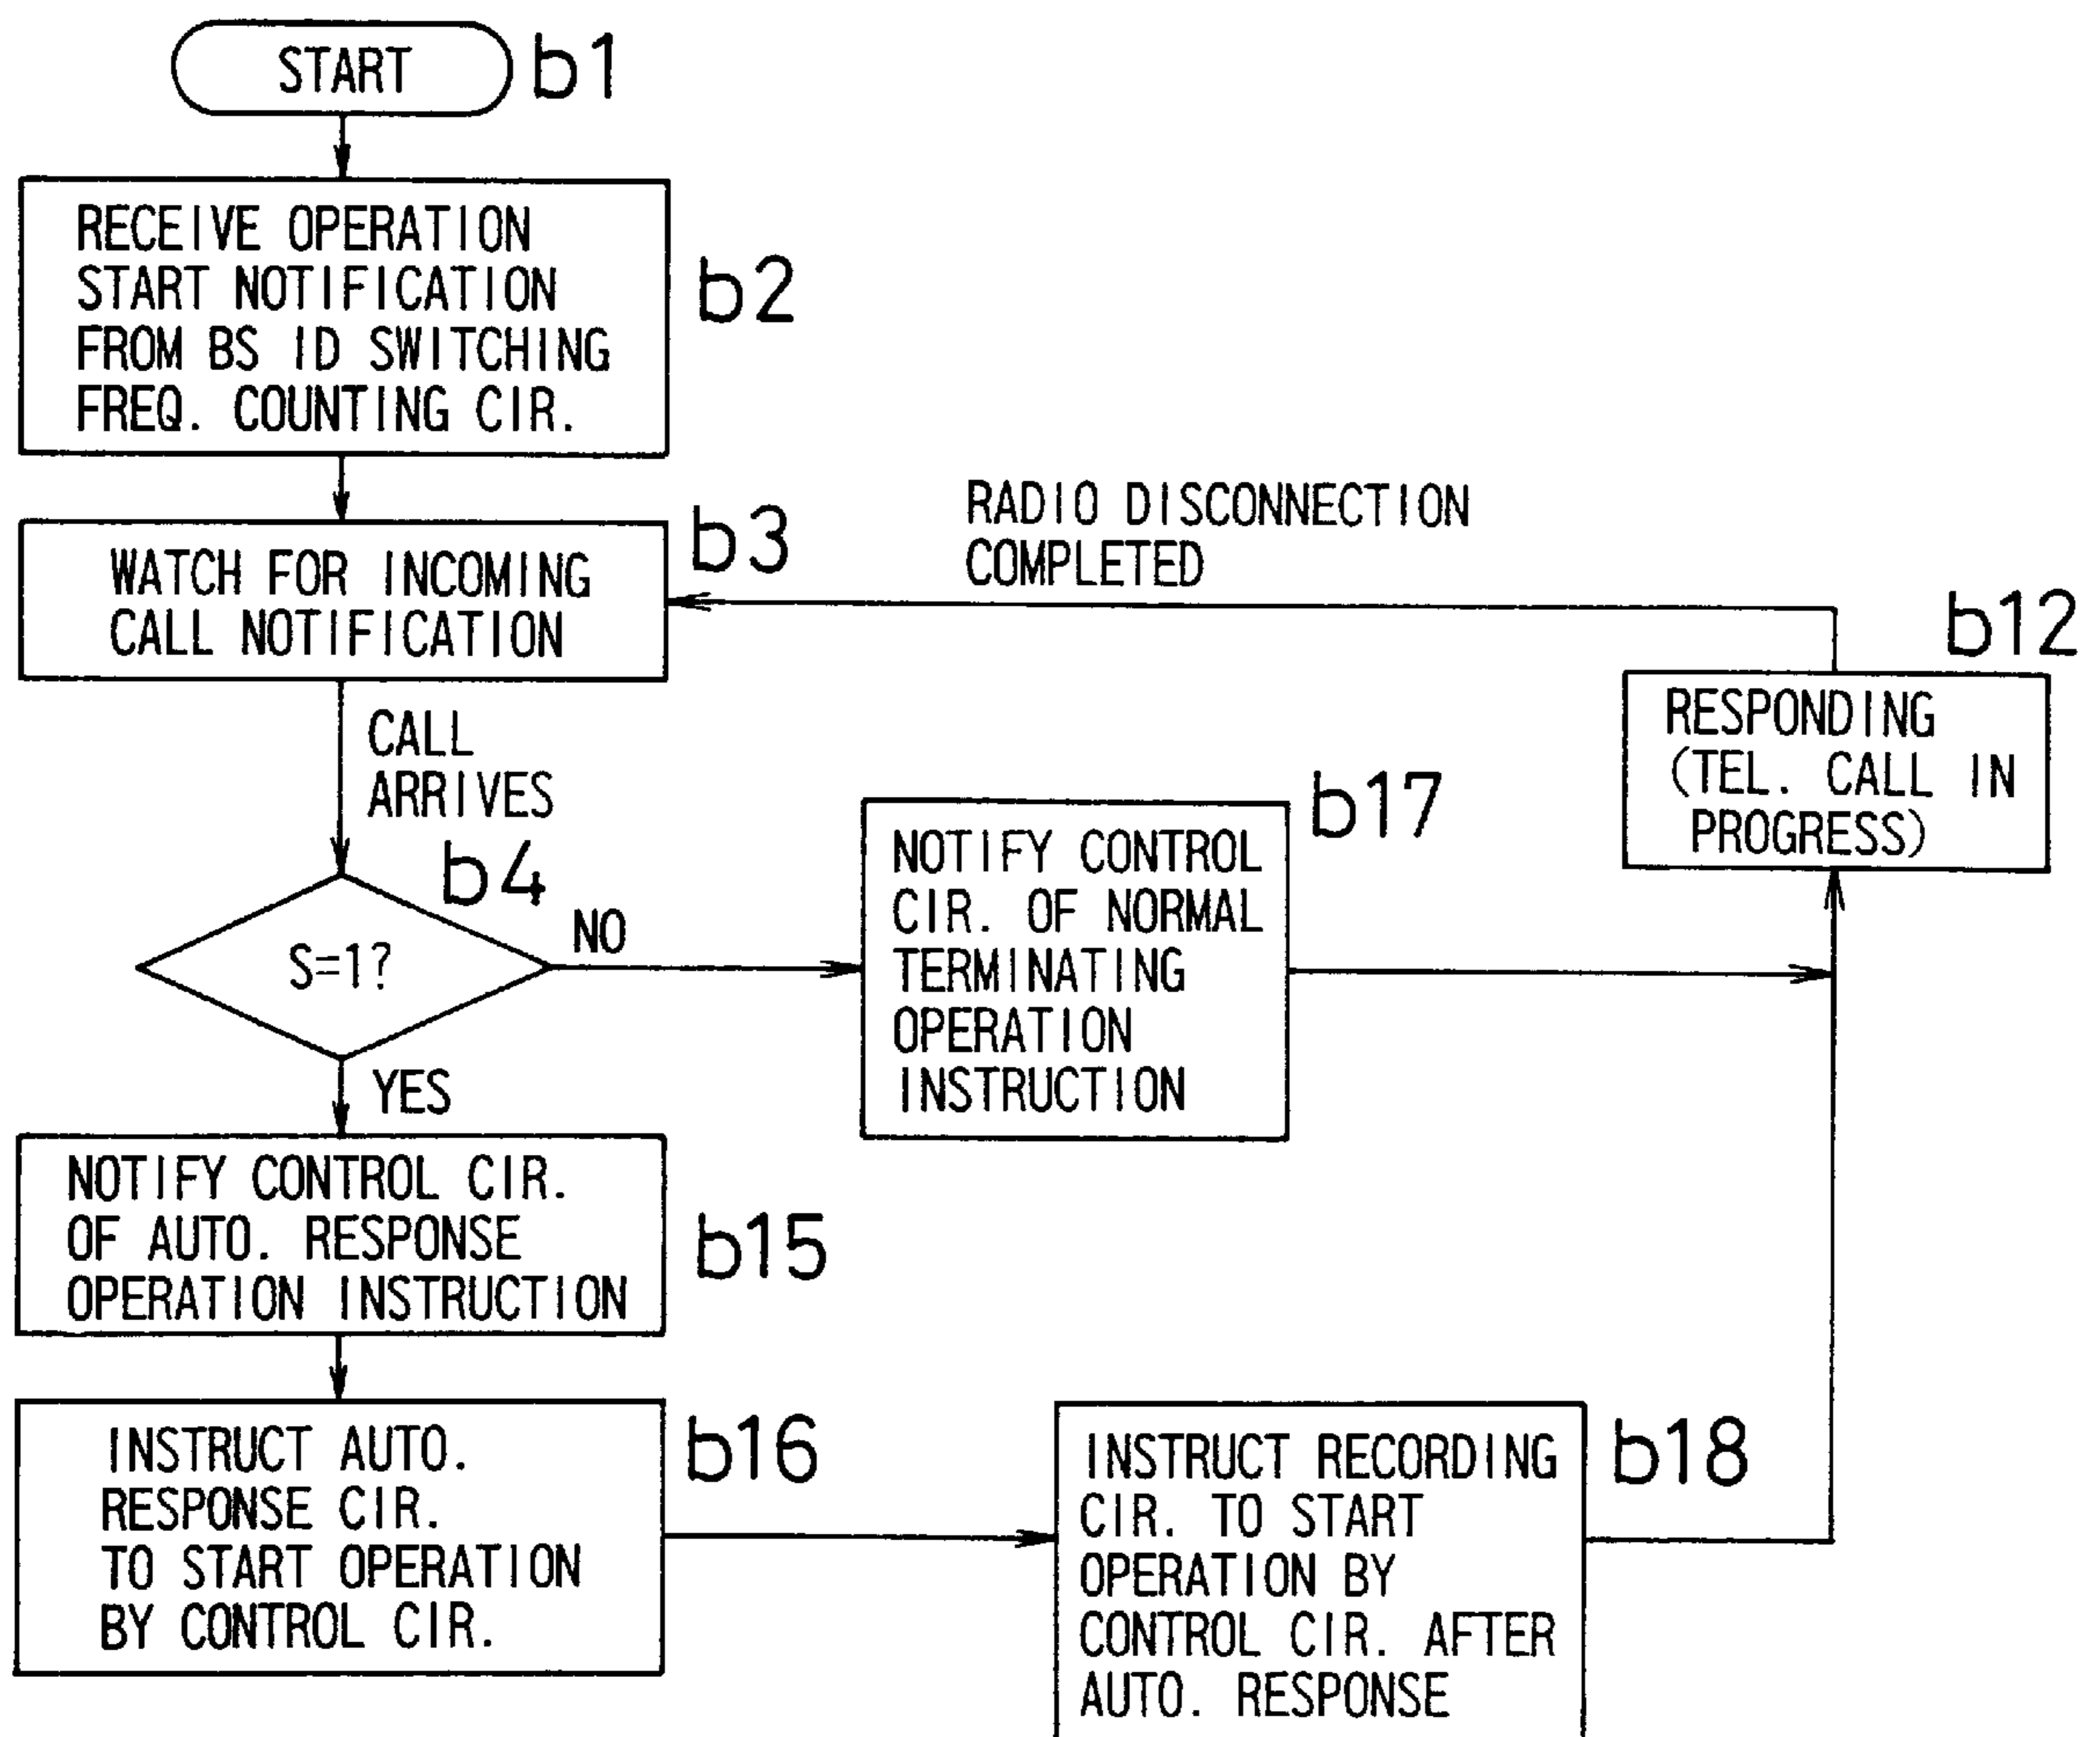 START
b1
RECEIVE OPERATION
START NOTIFICATION
FROM BS ID SWITCHING
FREQ. COUNTING CIR.
b2
WATCH FOR INCOMING
CALL NOTIFICATION
b3
RADIO DISCONNECTION
COMPLETED
b12
RESPONDING
(TEL. CALL IN
PROGRESS)
CALL
ARRIVES
b4
S=1?
NO
b17
NOTIFY CONTROL
CIR. OF NORMAL
TERMINATING
OPERATION
INSTRUCTION
YES
NOTIFY CONTROL CIR.
OF AUTO. RESPONSE
OPERATION INSTRUCTION
b15
INSTRUCT AUTO.
RESPONSE CIR.
TO START OPERATION
BY CONTROL CIR.
b16
INSTRUCT RECORDING
CIR. TO START
OPERATION BY
CONTROL CIR. AFTER
AUTO. RESPONSE
b18